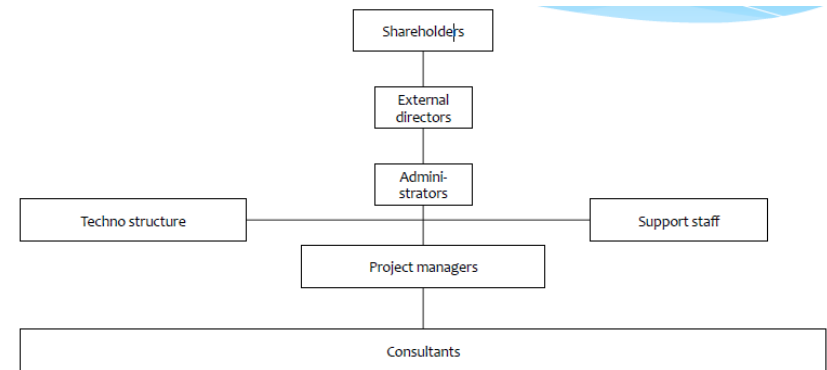 Shareholders
External
directors
Admini-
strators
Techno structure
Support staff
Project managers
Consultants